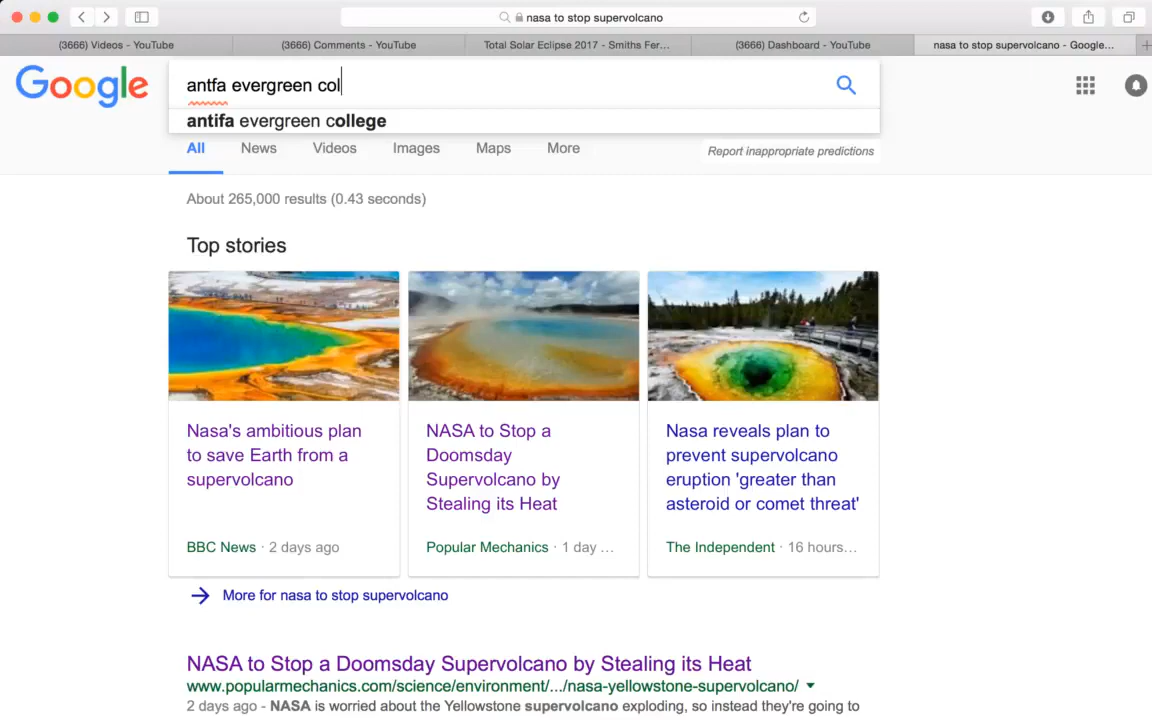 nasa to stop supervolcano
(3666) Videos - YouTube
(3666) Comments - YouTube
Total Solar Eclipse 2017 - Smiths Fer...
(3666) Dashboard - YouTube
nasa to stop supervolcano - Google...
Google
antfa evergreen col
antifa evergreen college
All News Videos Images Maps More
Report inappropriate predictions
About 265,000 results (0.43 seconds)
Top stories
Nasa's ambitious plan
to save Earth from a
supervolcano
BBC News · 2 days ago
NASA to Stop a
Doomsday
Supervolcano by
Stealing its Heat
Popular Mechanics · 1 day ...
Nasa reveals plan to
prevent supervolcano
eruption 'greater than
asteroid or comet threat'
The Independent · 16 hours...
More for nasa to stop supervolcano
NASA to Stop a Doomsday Supervolcano by Stealing its Heat
www.popularmechanics.com/science/environment/.../nasa-yellowstone-supervolcano/
2 days ago - NASA is worried about the Yellowstone supervolcano exploding, so instead they're going to